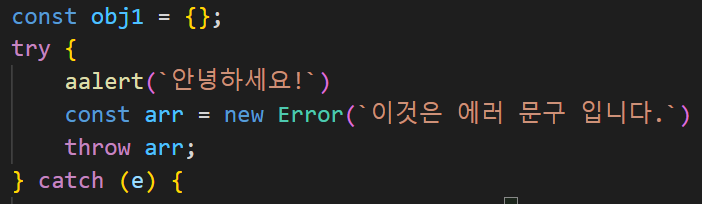 const obj1 = {};
try {
    aalert(`안녕하세요!`)
    const arr = new Error(`이것은 에러 문구 입니다.`)
    throw arr;
} catch (e) {